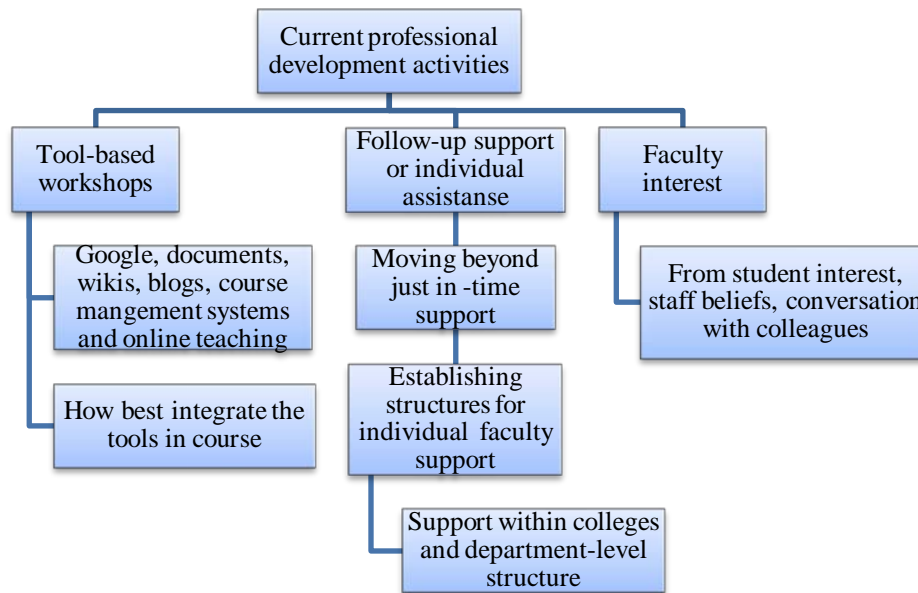 Current professional
development activities
Tool-based
workshops
Google, documents,
wikis, blogs, course
mangement systems
and online teaching
How best integrate the
tools in course
Follow-up support
or individual
assistanse
Moving beyond
just in -time
support
Establishing
structures for
individual faculty
support
Support within colleges
and department-level
structure
Faculty
interest
From student interest,
staff beliefs, conversation
with colleagues